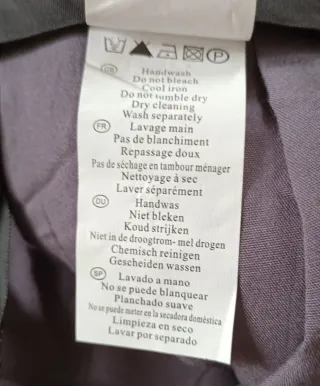 P
GB Handwash
Do not bleach
Cool iron
Do not tumble dry
Dry cleaning
Wash separately
FR Lavage main
Pas de blanchiment
Repassage doux
Pas de séchage en tambour ménager
Nettoyage à sec
Laver séparément
DU Handwas
Niet bleken
Koud strijken
Niet in de droogtrom- mel drogen
Chemisch reinigen
Gescheiden wassen
SP Lavado a mano
No se puede blanquear
Planchado suave
No se puede meter en la secadora doméstica
Limpieza en seco
Lavar por separado